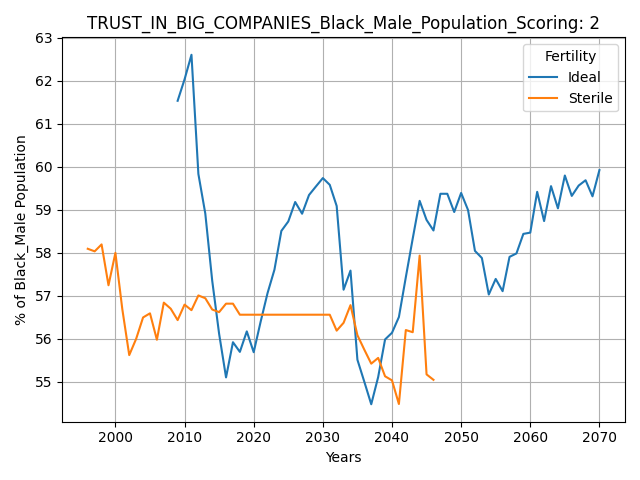 TRUST_IN_BIG_COMPANIES_Black_Male_Population_Scoring: 2
Fertility
Ideal
Sterile
% of Black_Male Population
63
62
61
60
59
58
57
56
55
2000 2010 2020 2030 2040 2050 2060 2070
Years